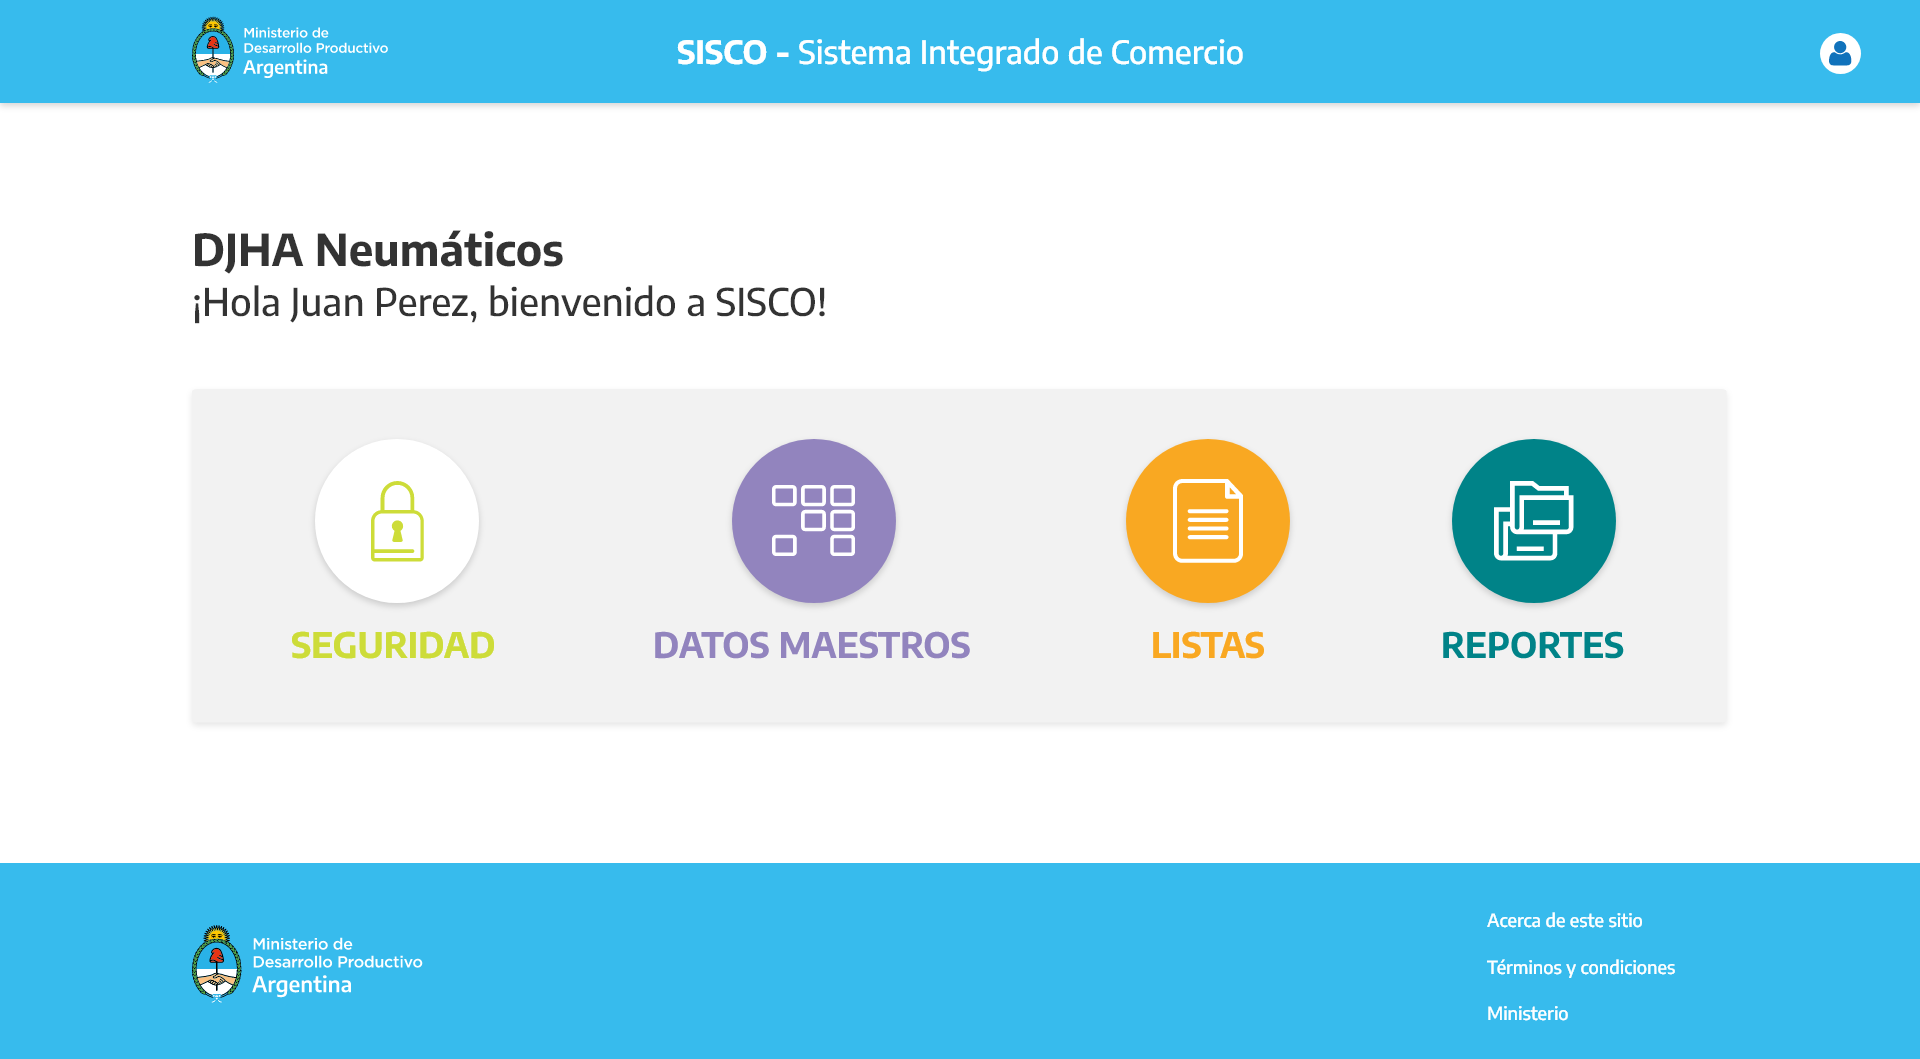 Ministerio de
Desarrollo Productivo
Argentina
SISCO - Sistema Integrado de Comercio
DJHA Neumáticos
¡Hola Juan Perez, bienvenido a SISCO!
SEGURIDAD
DATOS MAESTROS
LISTAS
REPORTES
Ministerio de
Desarrollo Productivo
Argentina
Acerca de este sitio
Términos y condiciones
Ministerio